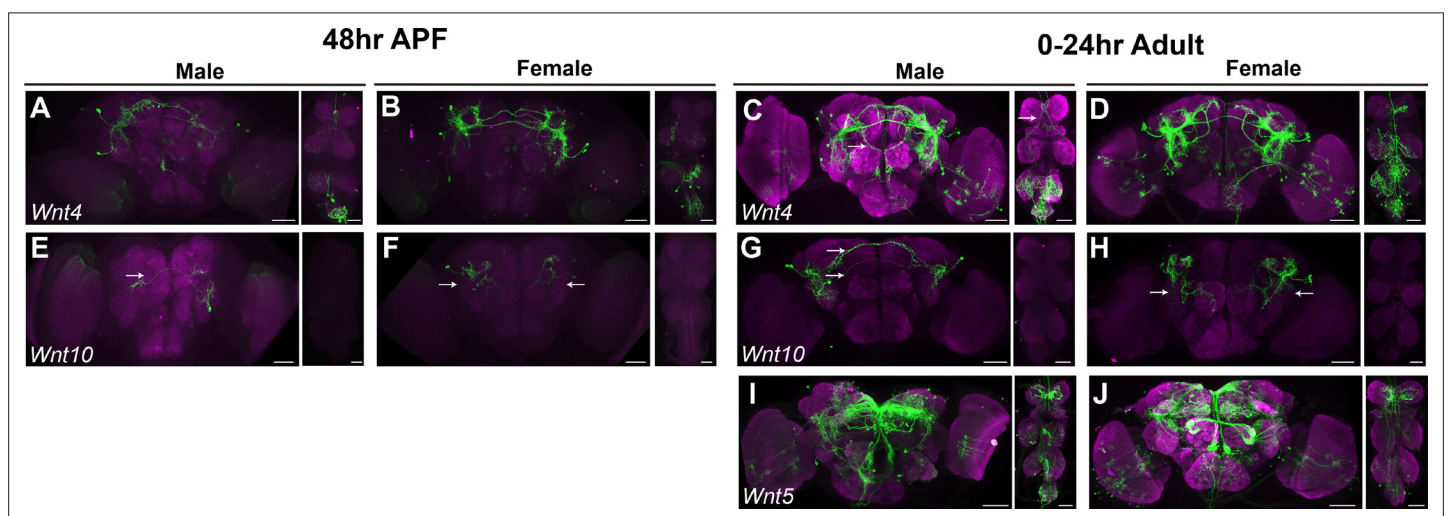 48hr APF
0-24hr Adult
Male
Female
Male
Female
A
B
C
D
Wnt4
Wnt4
E
F
G
H
Wnt10
Wnt10
I
J
Wnt5